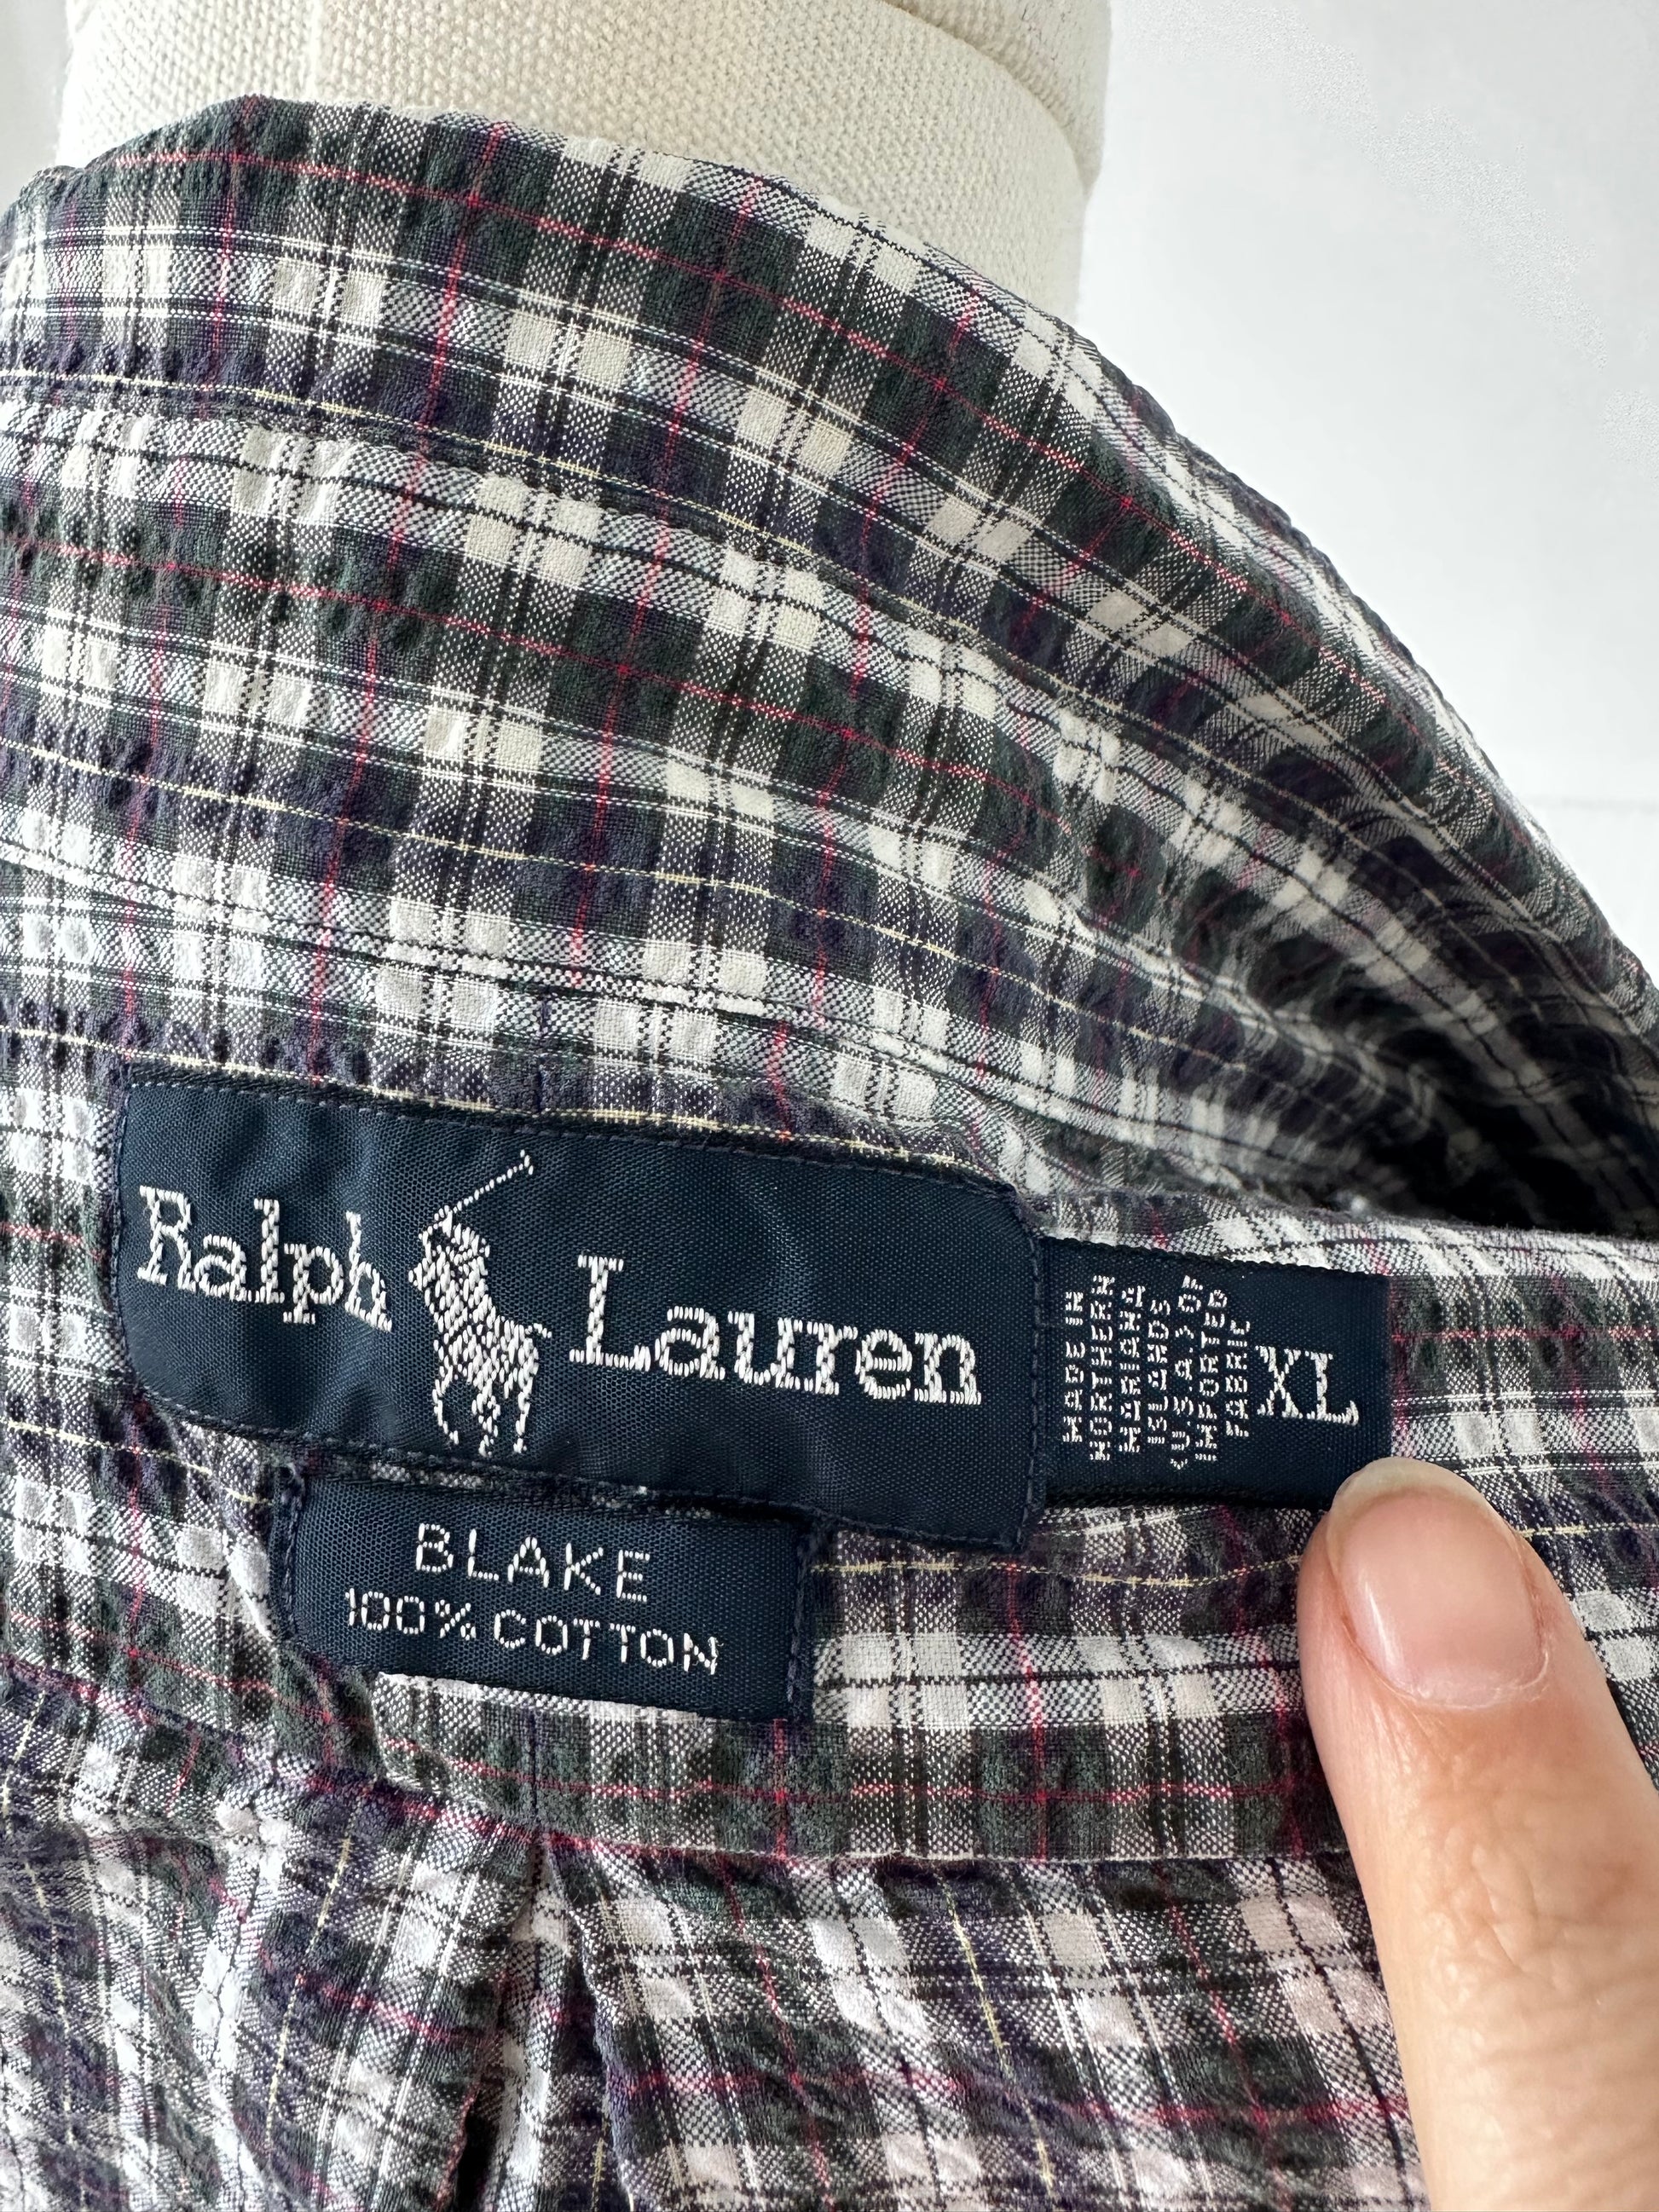 Ralph Lauren
MADE IN
NORTHERN
MARIANA
ISLANDS
(U.S.A.) OF
IMPORTED
FABRIC
XL
BLAKE
100% COTTON